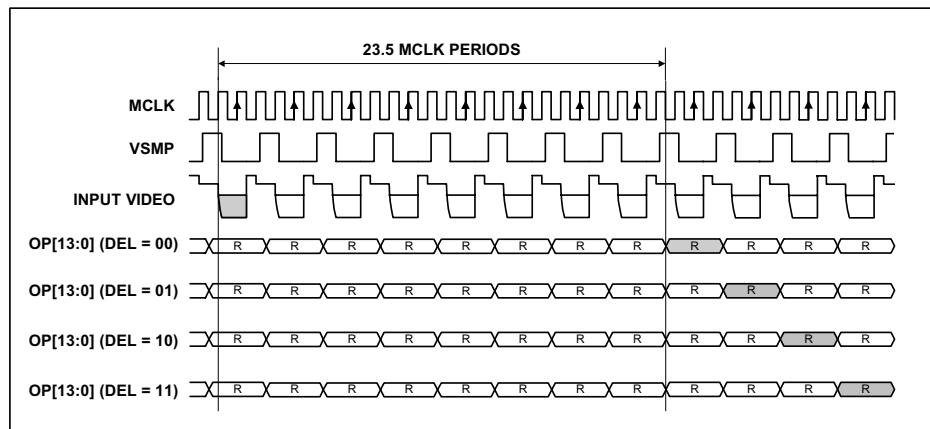 23.5 MCLK PERIODS
MCLK
VSMP
INPUT VIDEO
OP[13:0] (DEL = 00) R R R R R R R R R R R R
OP[13:0] (DEL = 01) R R R R R R R R R R R R
OP[13:0] (DEL = 10) R R R R R R R R R R R R
OP[13:0] (DEL = 11) R R R R R R R R R R R R